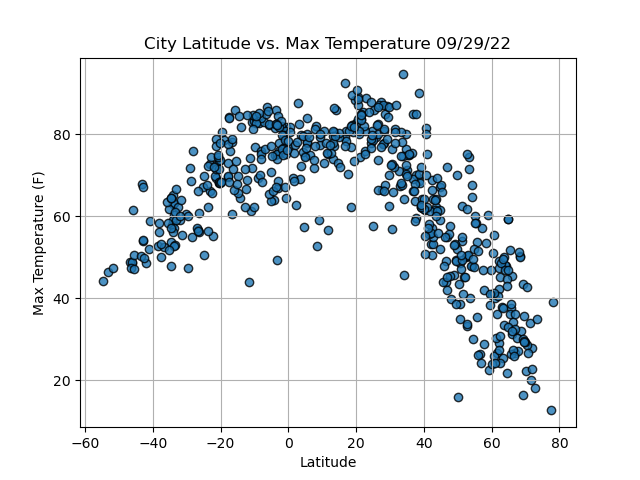 City Latitude vs. Max Temperature 09/29/22
Max Temperature (F)
80
60
40
20
−60 −40 −20 0 20 40 60 80
Latitude